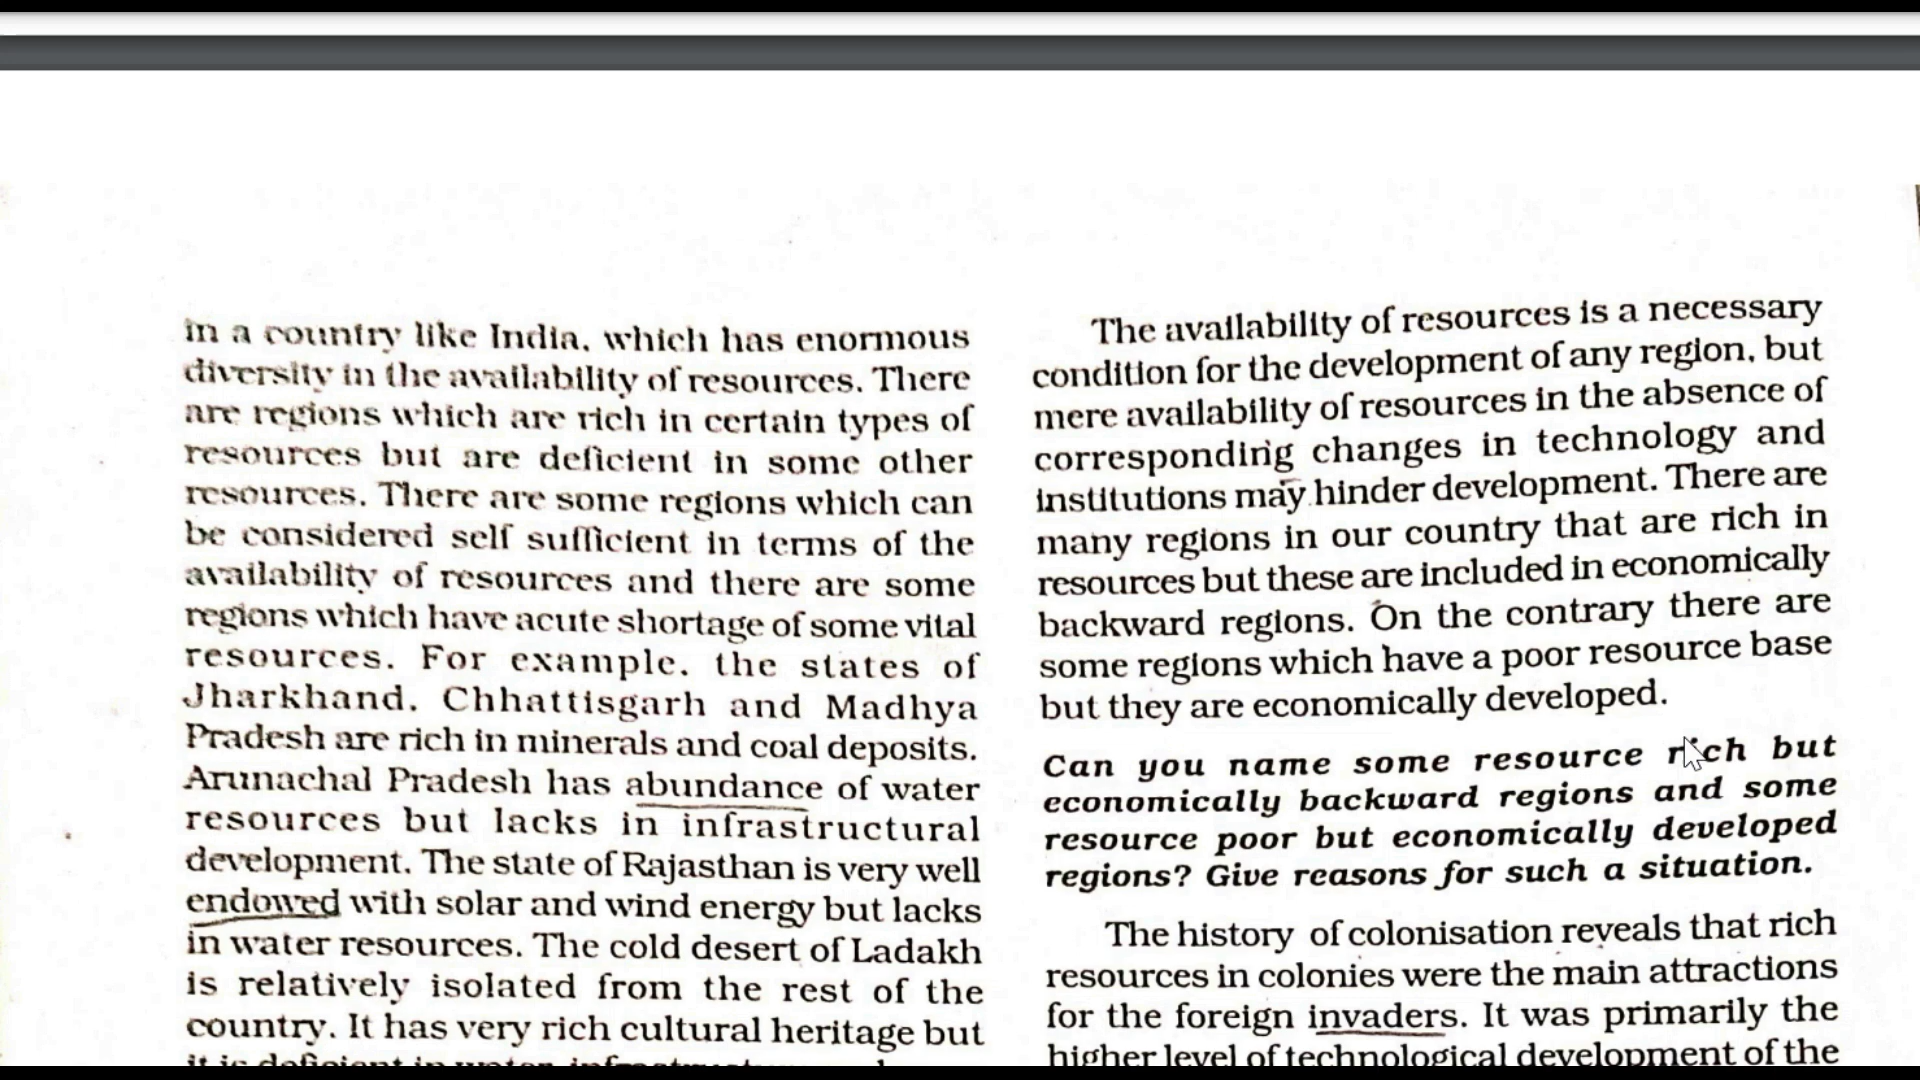 in a country like India, which has enormous
diversity in the availability of resources. There
are regions which are rich in certain types of
resources but are deficient in some other
resources. There are some regions which can
be considered self sufficient in terms of the
availability of resources and there are some
regions which have acute shortage of some vital
resources. For example, the states of
Jharkhand, Chhattisgarh and Madhya
Pradesh are rich in minerals and coal deposits.
Arunachal Pradesh has abundance of water
resources but lacks in infrastructural
development. The state of Rajasthan is very well
endowed with solar and wind energy but lacks
in water resources. The cold desert of Ladakh
is relatively isolated from the rest of the
country. It has very rich cultural heritage but
it is deficient in water,
The availability of resources is a necessary
condition for the development of any region, but
mere availability of resources in the absence of
corresponding changes in technology and
institutions may hinder development. There are
many regions in our country that are rich in
resources but these are included in economically
backward regions. On the contrary there are
some regions which have a poor resource base
but they are economically developed.
Can you name some resource rich but
economically backward regions and some
resource poor but economically developed
regions? Give reasons for such a situation.
The history of colonisation reveals that rich
resources in colonies were the main attractions
for the foreign invaders. It was primarily the
higher level of technological development of the